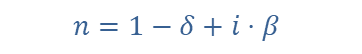 n = 1 − δ + i · β